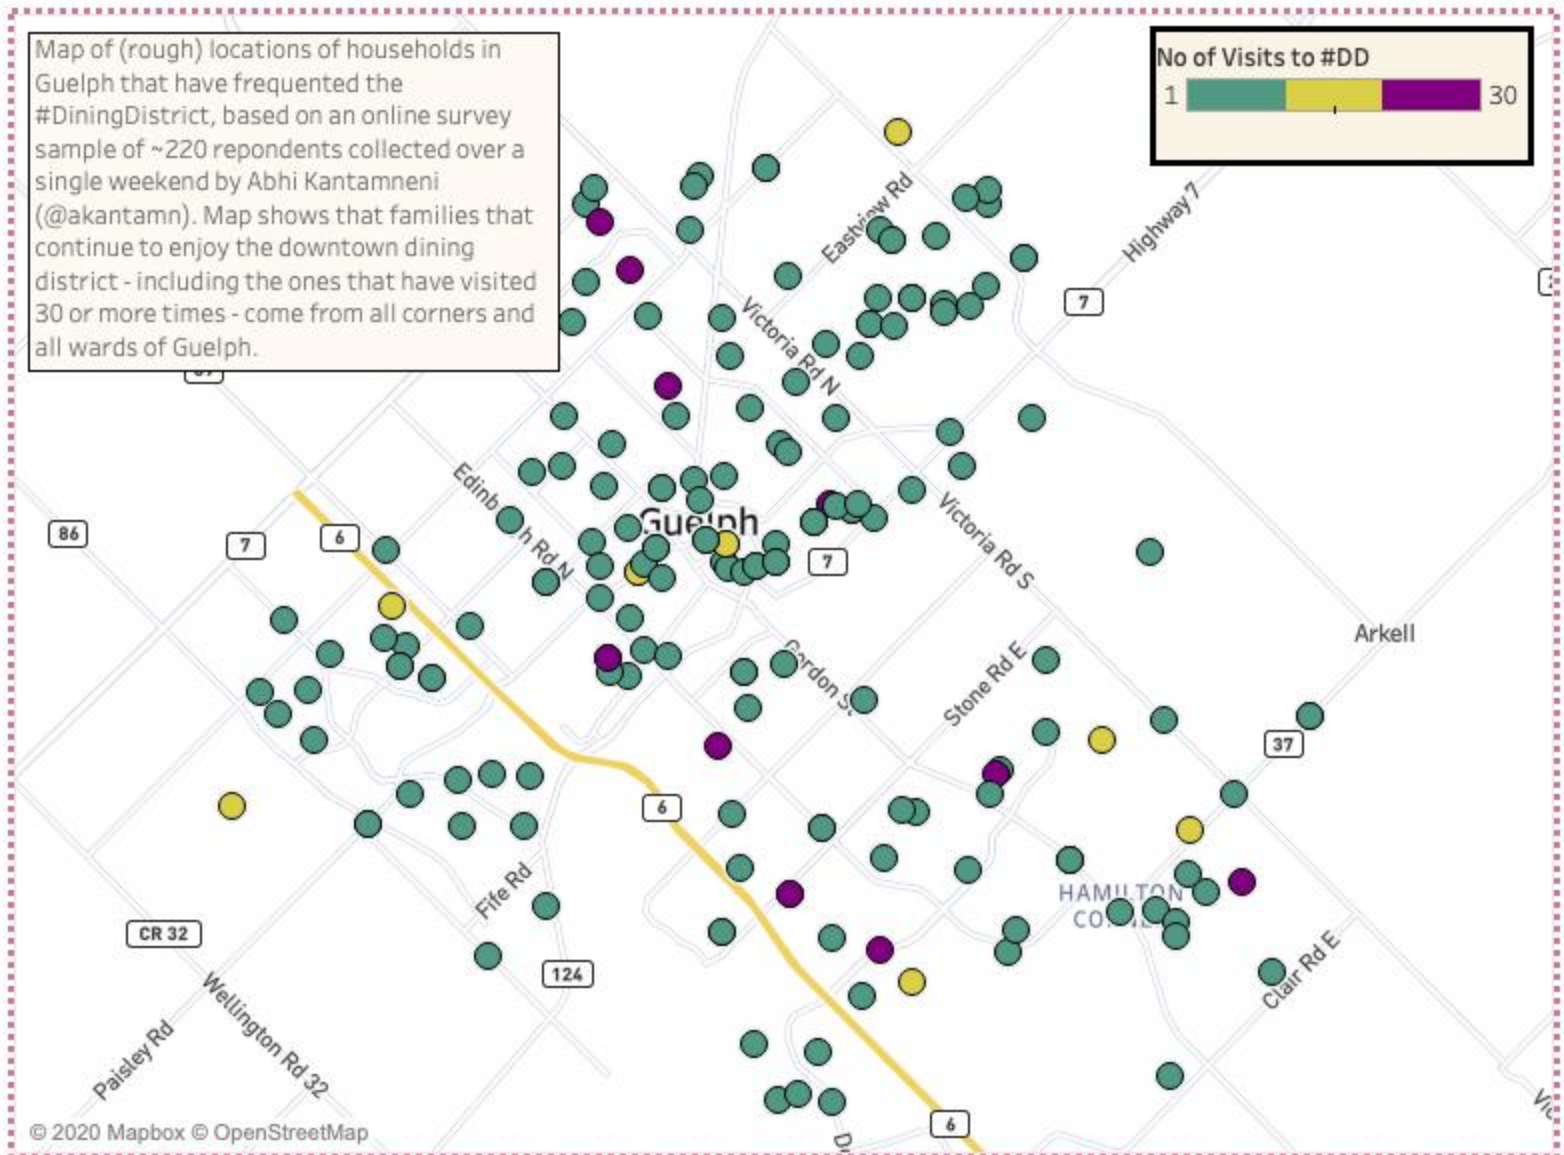 Map of (rough) locations of households in
Guelph that have frequented the
#DiningDistrict, based on an online survey
sample of ~220 repondents collected over a
single weekend by Abhi Kantamneni
(@akantamn). Map shows that families that
continue to enjoy the downtown dining
district - including the ones that have visited
30 or more times - come from all corners and
all wards of Guelph.
No of Visits to #DD
1 30
Eastview Rd
Highway 7
7
Victoria Rd N
Edinb h Rd N
Guelph
86
7
6
7
Victoria Rd S
Arkell
Gordon St
Stone Rd E
37
6
Fife Rd
HAMILTON
CR 32
124
Clair Rd E
Wellington Rd 32
Paisley Rd
6
© 2020 Mapbox © OpenStreetMap